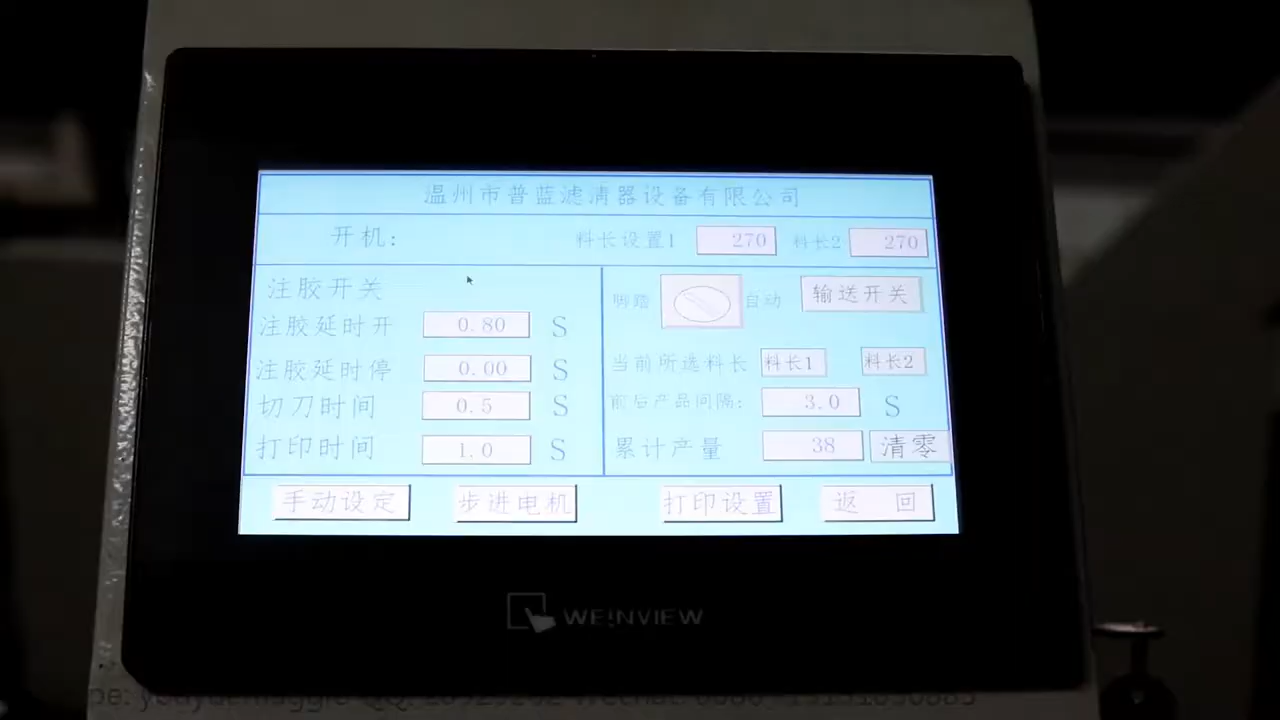 温州市普蓝滤清器设备有限公司
开机: 料长设置1 270 料长2 270
注胶开关
脚踏 自动 输送开关
注胶延时开 0.80 S
注胶延时停 0.00 S
当前所选料长 料长1 料长2
切刀时间 0.5 S
前后产品间隔: 3.0 S
打印时间 1.0 S
累计产量 38 清零
手动设定 步进电机 打印设置 返 回
WEINVIEW